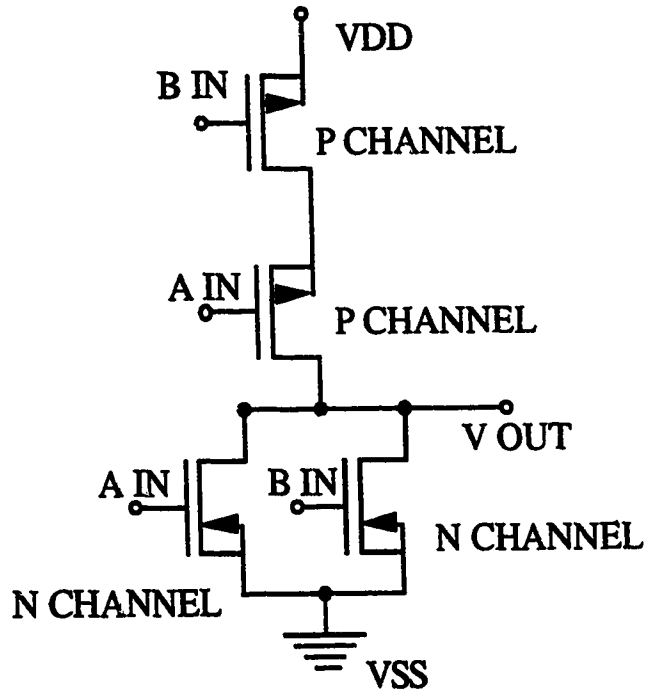 VDD
B IN
P CHANNEL
A IN
P CHANNEL
V OUT
A IN
B IN
N CHANNEL
N CHANNEL
VSS